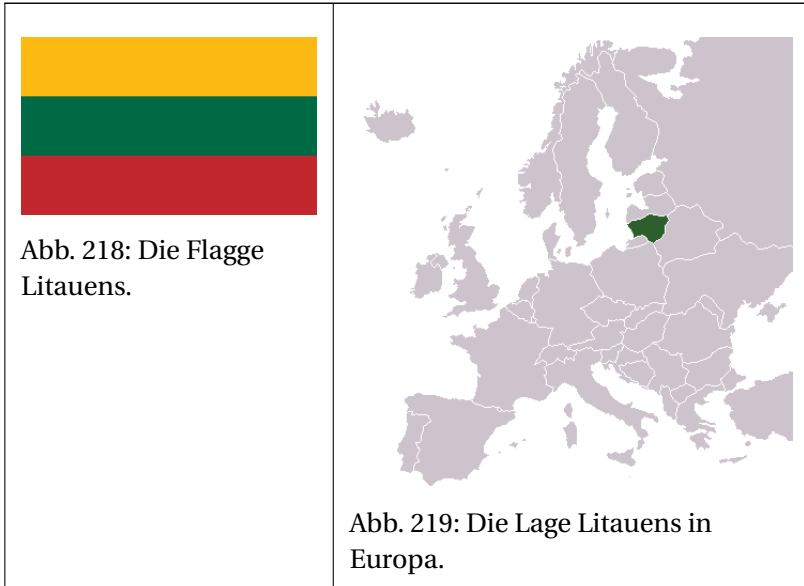 Abb. 218: Die Flagge
Litauens.
Abb. 219: Die Lage Litauens in
Europa.